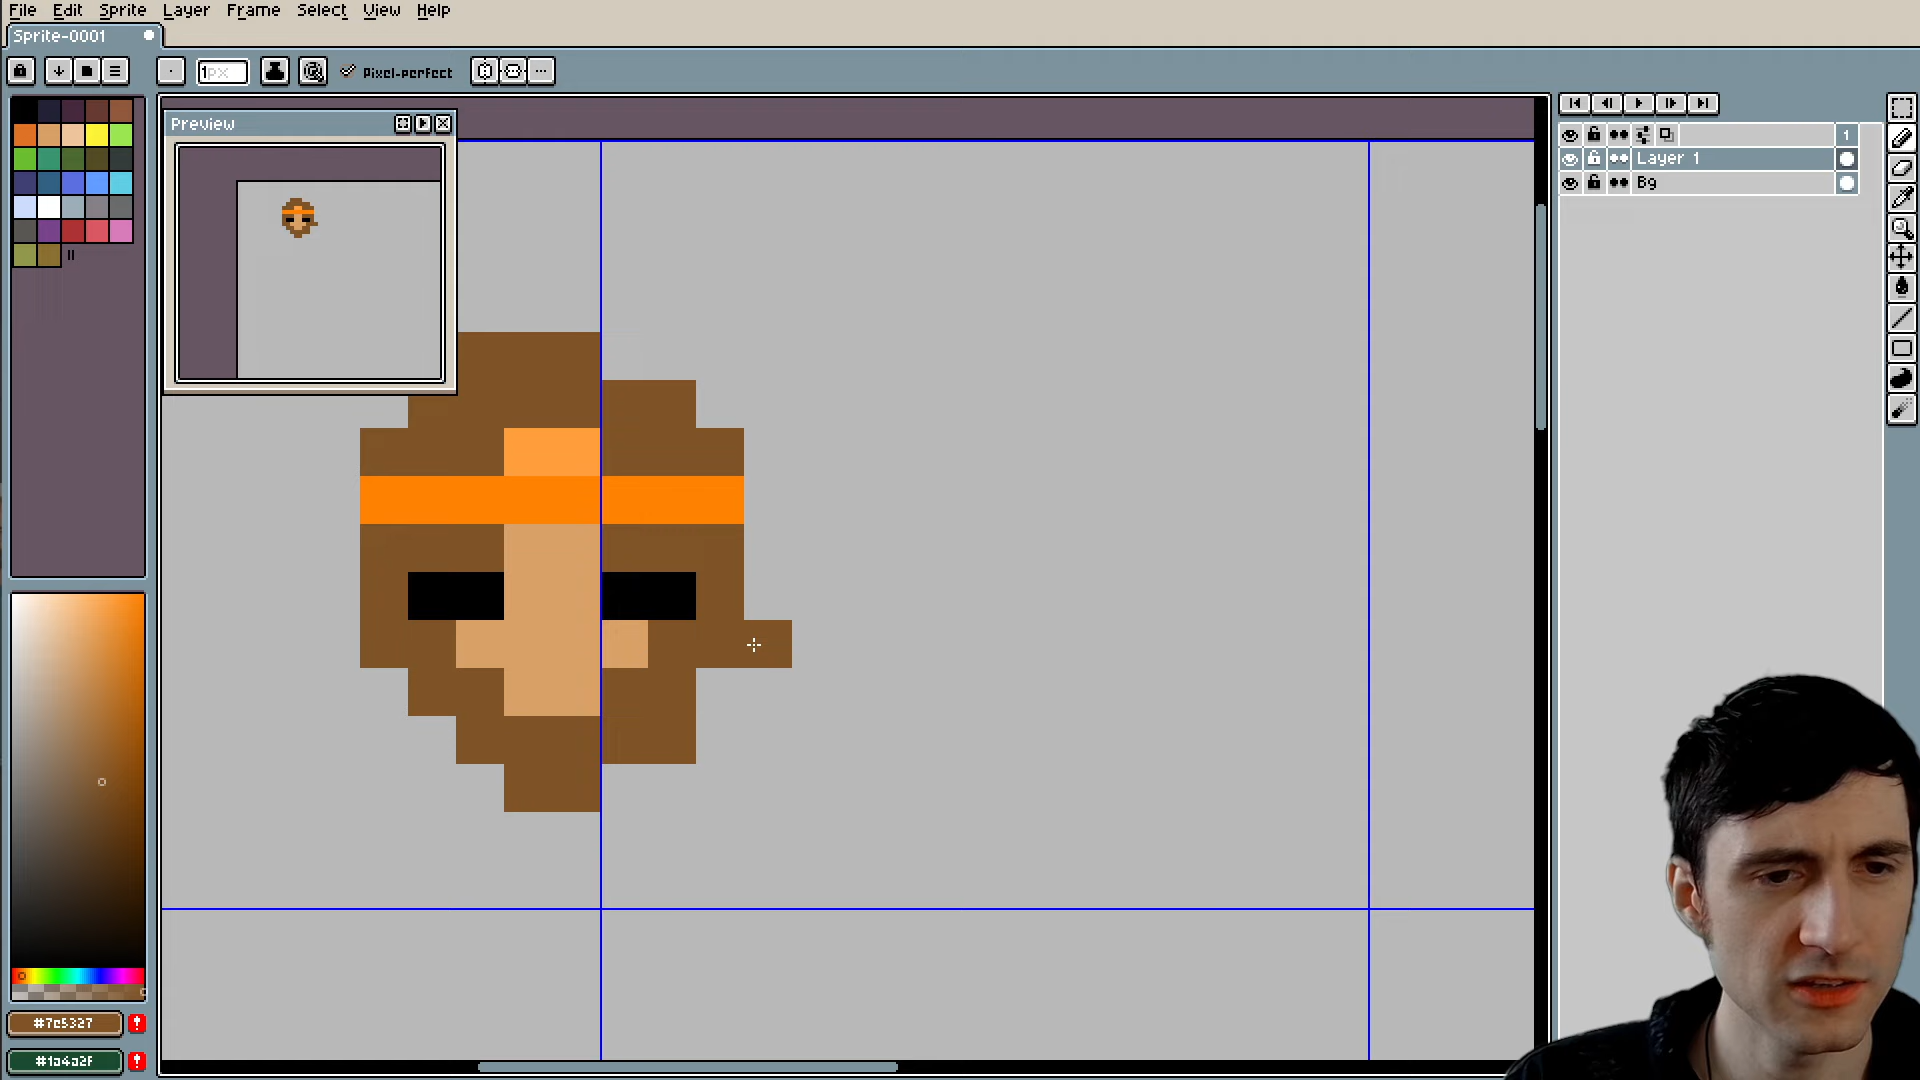 File Edit Sprite Layer Frame Select View Help
Sprite-0001
1px Pixel-perfect
Preview
1
Layer 1
Bg
#7c5327
!
#1a4a2f
!